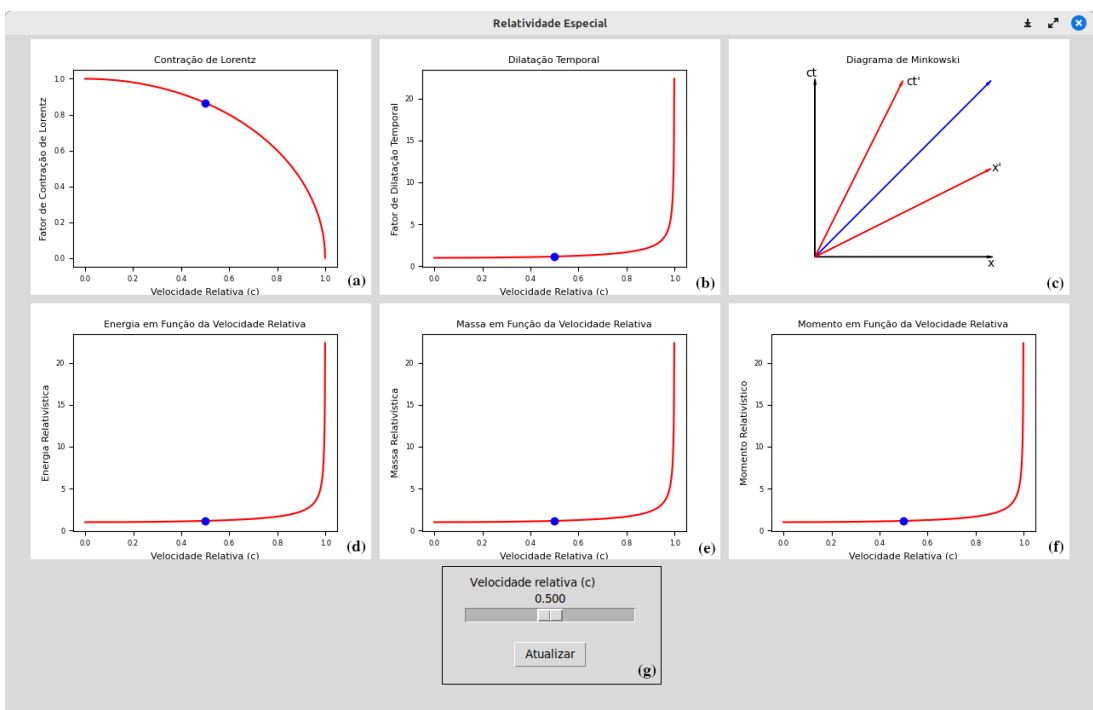 Relatividade Especial
Contração de Lorentz
Fator de Contração de Lorentz
1.0
0.8
0.6
0.4
0.2
0.0
0.0 0.2 0.4 0.6 0.8 1.0
Velocidade Relativa (c)
(a)
Dilatação Temporal
Fator de Dilatação Temporal
20
15
10
5
0
0.0 0.2 0.4 0.6 0.8 1.0
Velocidade Relativa (c)
(b)
Diagrama de Minkowski
ct
ct'
x'
x
(c)
Energia em Função da Velocidade Relativa
Energia Relativística
20
15
10
5
0
0.0 0.2 0.4 0.6 0.8 1.0
Velocidade Relativa (c)
(d)
Massa em Função da Velocidade Relativa
Massa Relativística
20
15
10
5
0
0.0 0.2 0.4 0.6 0.8 1.0
Velocidade Relativa (c)
(e)
Momento em Função da Velocidade Relativa
Momento Relativístico
20
15
10
5
0
0.0 0.2 0.4 0.6 0.8 1.0
Velocidade Relativa (c)
(f)
Velocidade relativa (c)
0.500
Atualizar
(g)